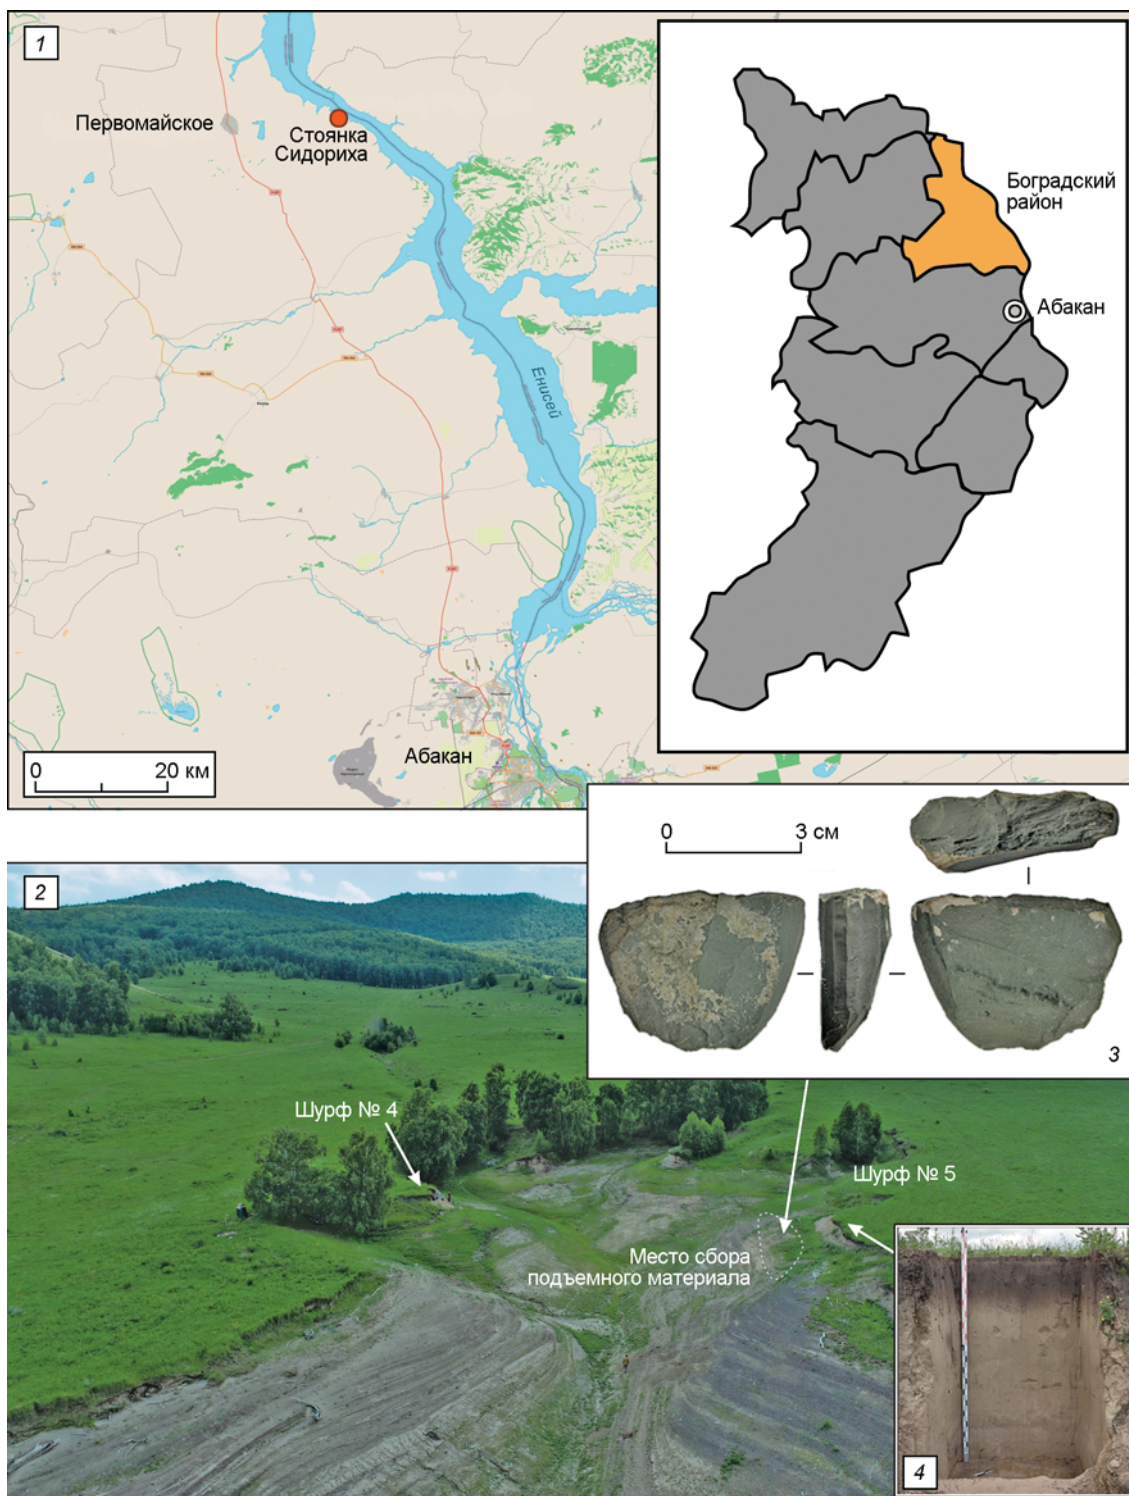 1
Первомайское
Стоянка
Сидориха
Енисей
Абакан
0 20 км
Боградский
район
Абакан
0 3 см
3
2
Шурф № 4
Шурф № 5
Место сбора
подъемного материала
4